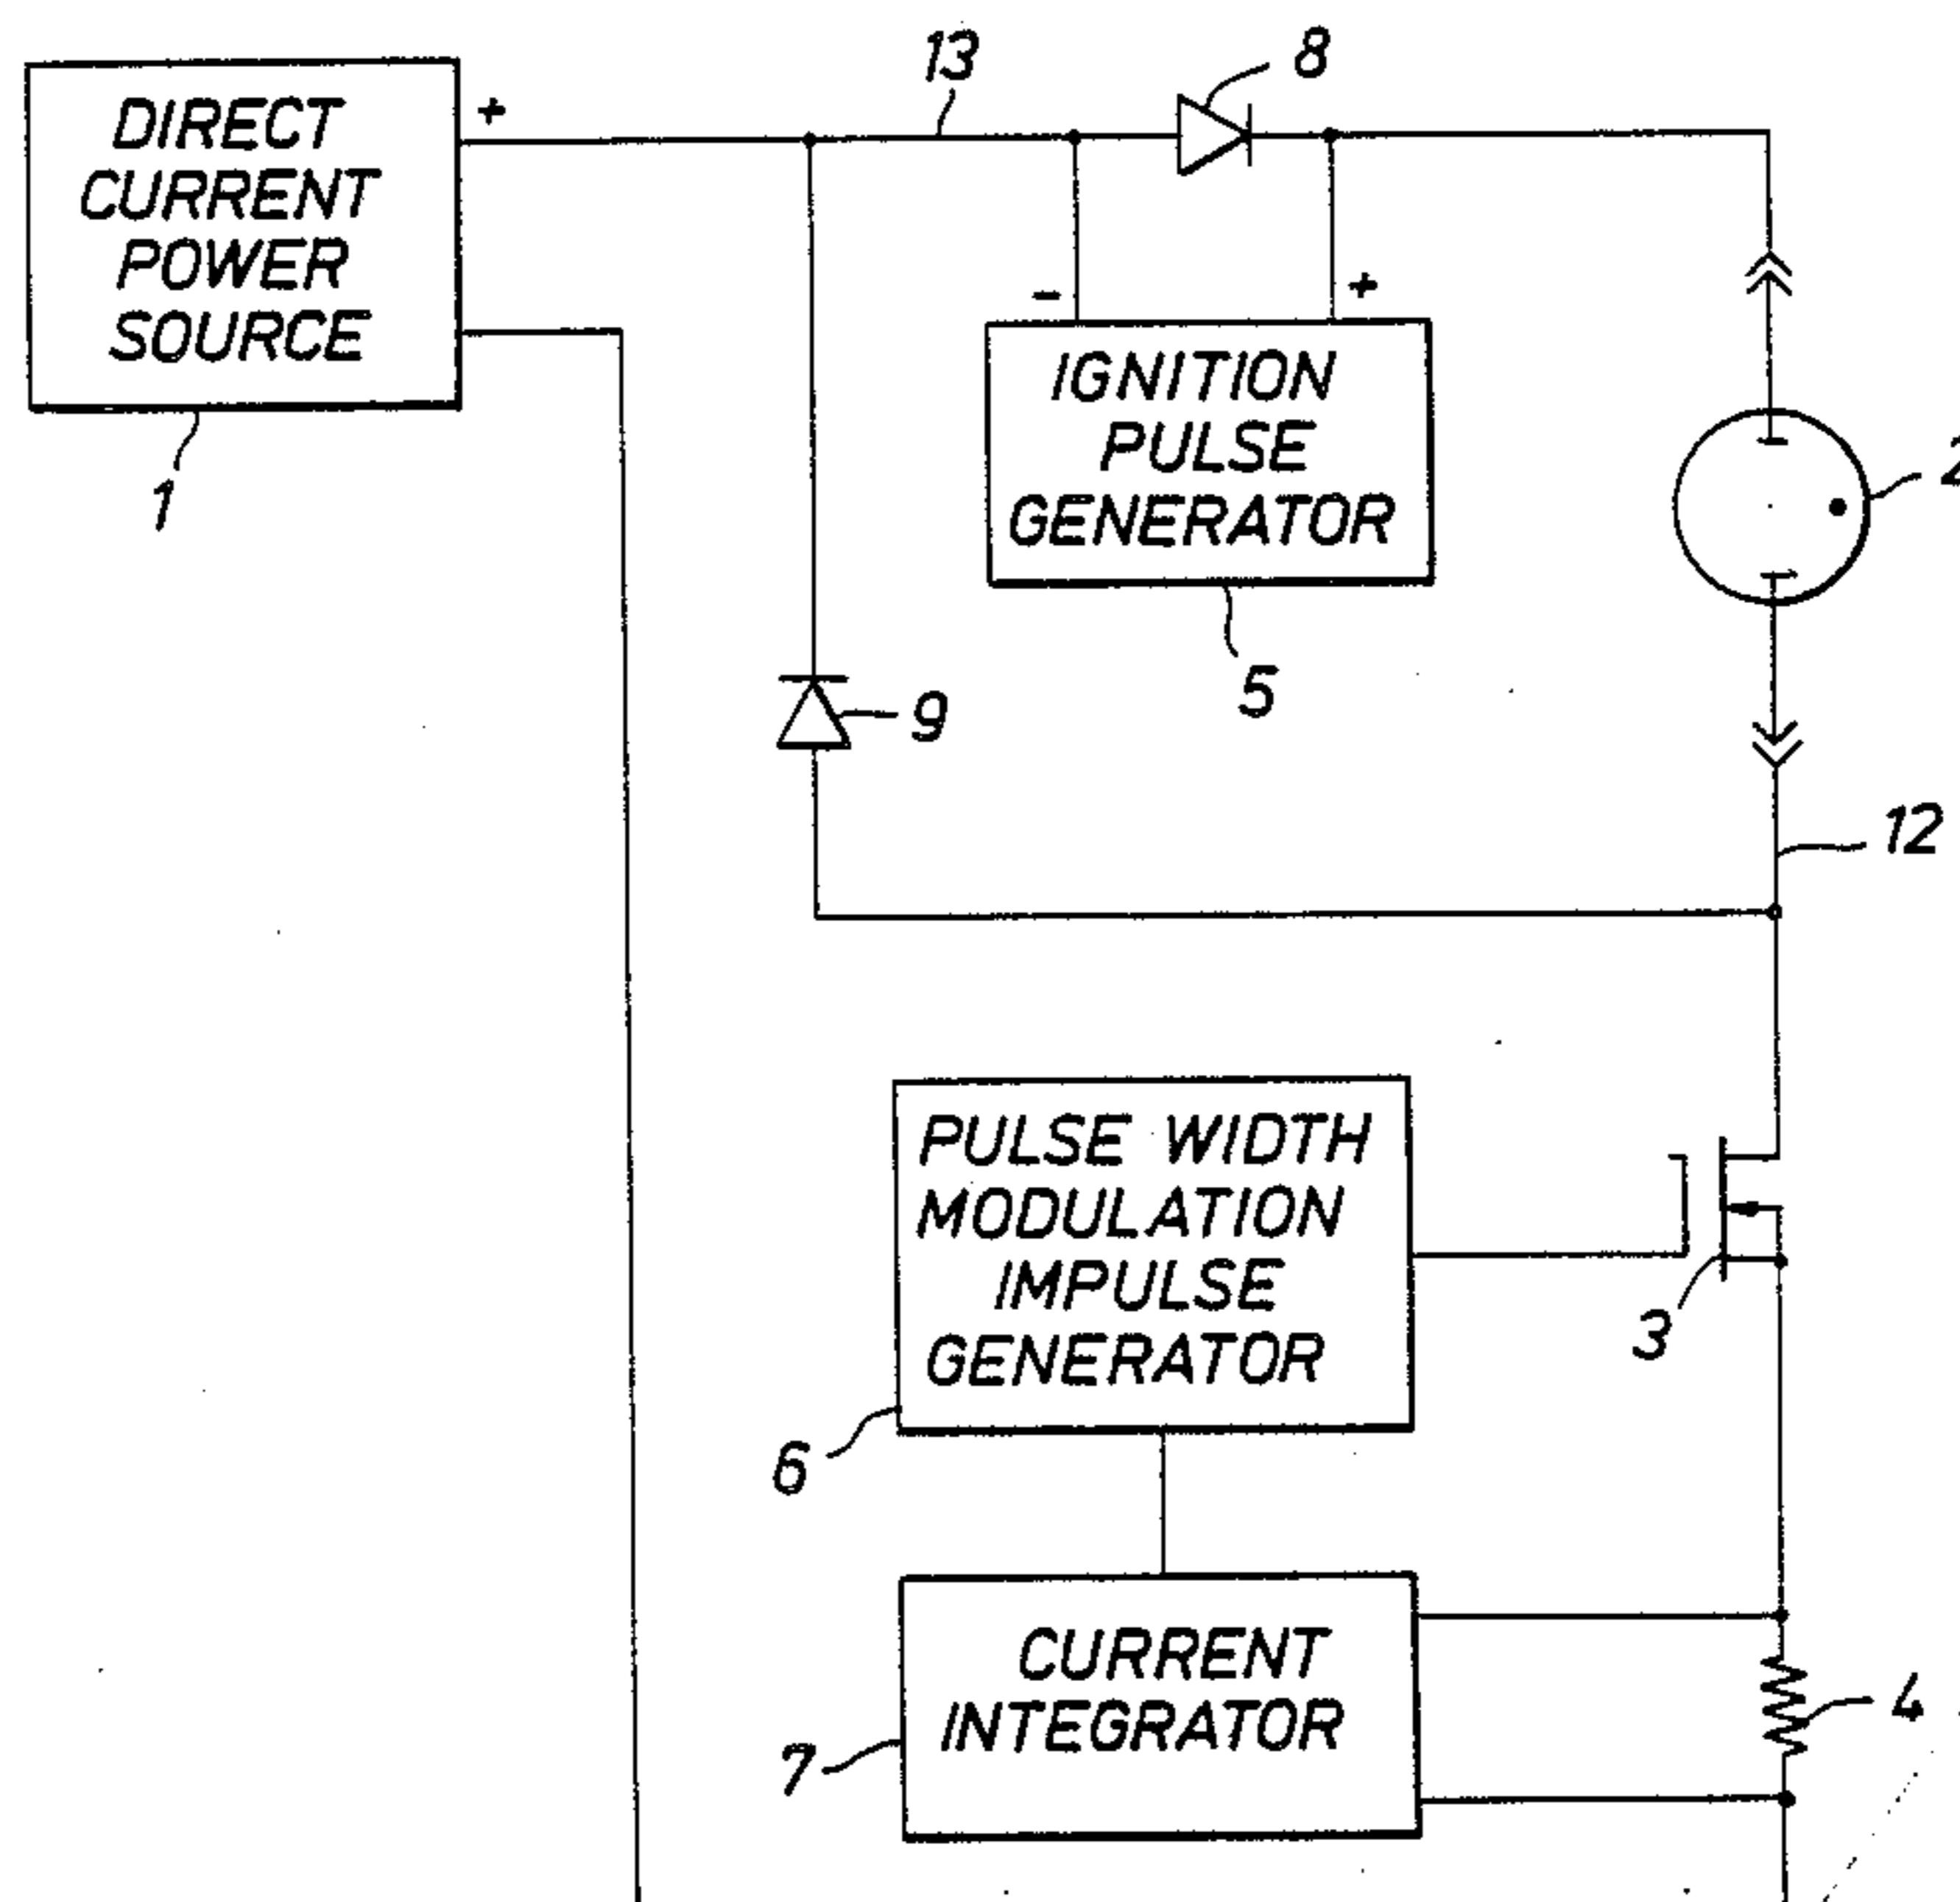 13
8
DIRECT
CURRENT
POWER
SOURCE
+
-
+
1
IGNITION
PULSE
GENERATOR
5
2
9
12
PULSE WIDTH
MODULATION
IMPULSE
GENERATOR
3
6
CURRENT
INTEGRATOR
7
4